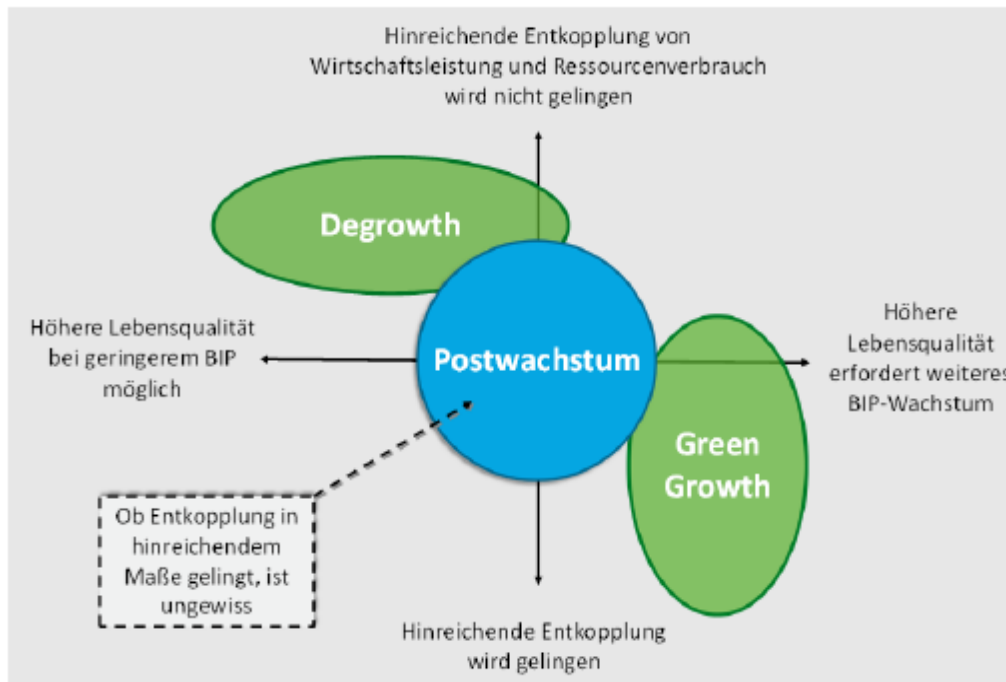 Hinreichende Entkopplung von
Wirtschaftsleistung und Ressourcenverbrauch
wird nicht gelingen
Degrowth
Höhere Lebensqualität
bei geringerem BIP
möglich
Postwachstum
Höhere
Lebensqualität
erfordert weiteres
BIP-Wachstum
Green
Growth
Ob Entkopplung in
hinreichendem
Maße gelingt, ist
ungewiss
Hinreichende Entkopplung
wird gelingen